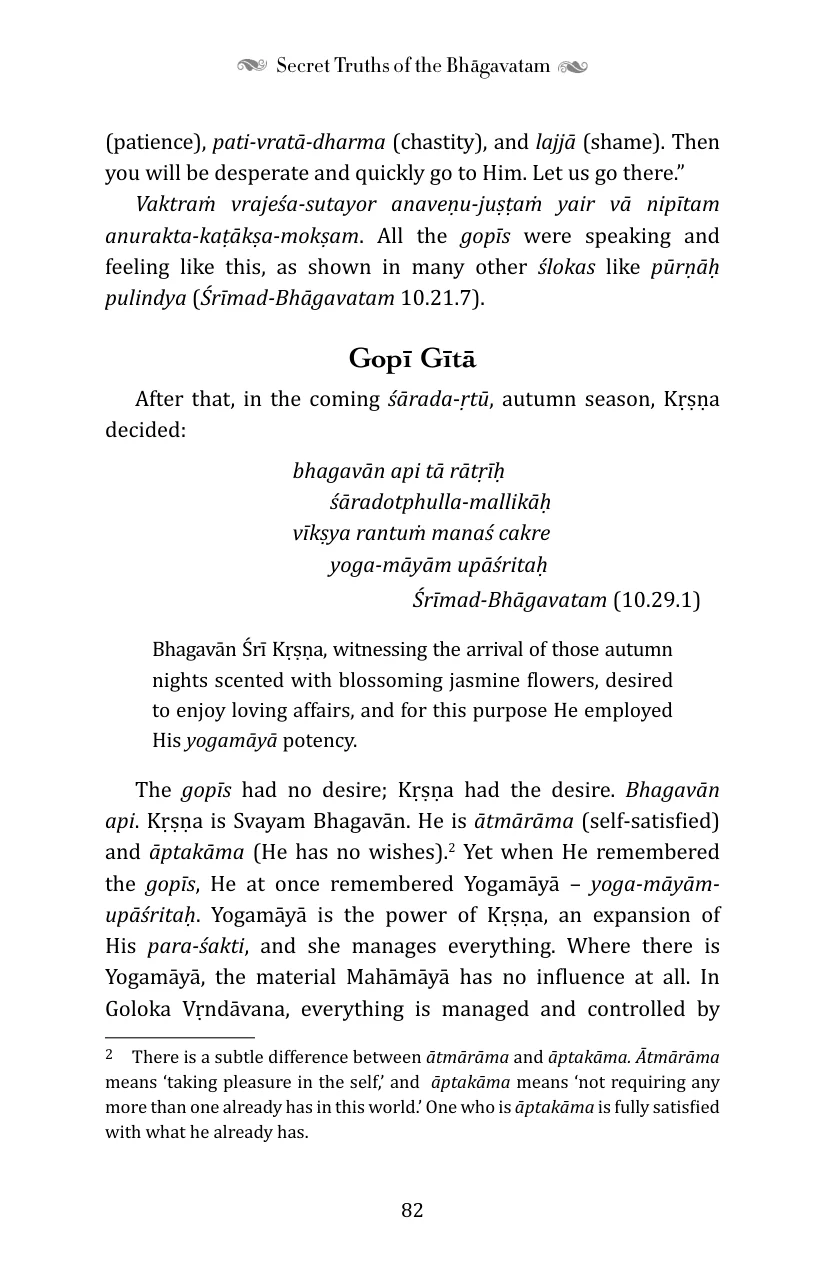 Secret Truths of the Bhāgavatam
(patience), pati-vratā-dharma (chastity), and lajjā (shame). Then
you will be desperate and quickly go to Him. Let us go there.”
Vaktraṁ vrajeśa-sutayor anaveṇu-juṣṭaṁ yair vā nipītam
anurakta-kaṭākṣa-mokṣam. All the gopīs were speaking and
feeling like this, as shown in many other ślokas like pūrṇāḥ
pulindya (Śrīmad-Bhāgavatam 10.21.7).
Gopī Gītā
After that, in the coming śārada-ṛtū, autumn season, Kṛṣṇa
decided:
bhagavān api tā rātṛīḥ
śāradotphulla-mallikāḥ
vīkṣya rantuṁ manaś cakre
yoga-māyām upāśritaḥ
Śrīmad-Bhāgavatam (10.29.1)
Bhagavān Śrī Kṛṣṇa, witnessing the arrival of those autumn
nights scented with blossoming jasmine flowers, desired
to enjoy loving affairs, and for this purpose He employed
His yogamāyā potency.
The gopīs had no desire; Kṛṣṇa had the desire. Bhagavān
api. Kṛṣṇa is Svayam Bhagavān. He is ātmārāma (self-satisfied)
and āptakāma (He has no wishes).2 Yet when He remembered
the gopīs, He at once remembered Yogamāyā – yoga-māyām-
upāśritaḥ. Yogamāyā is the power of Kṛṣṇa, an expansion of
His para-śakti, and she manages everything. Where there is
Yogamāyā, the material Mahāmāyā has no influence at all. In
Goloka Vṛndāvana, everything is managed and controlled by
2 There is a subtle difference between ātmārāma and āptakāma. Ātmārāma
means ‘taking pleasure in the self,’ and āptakāma means ‘not requiring any
more than one already has in this world.’ One who is āptakāma is fully satisfied
with what he already has.
82